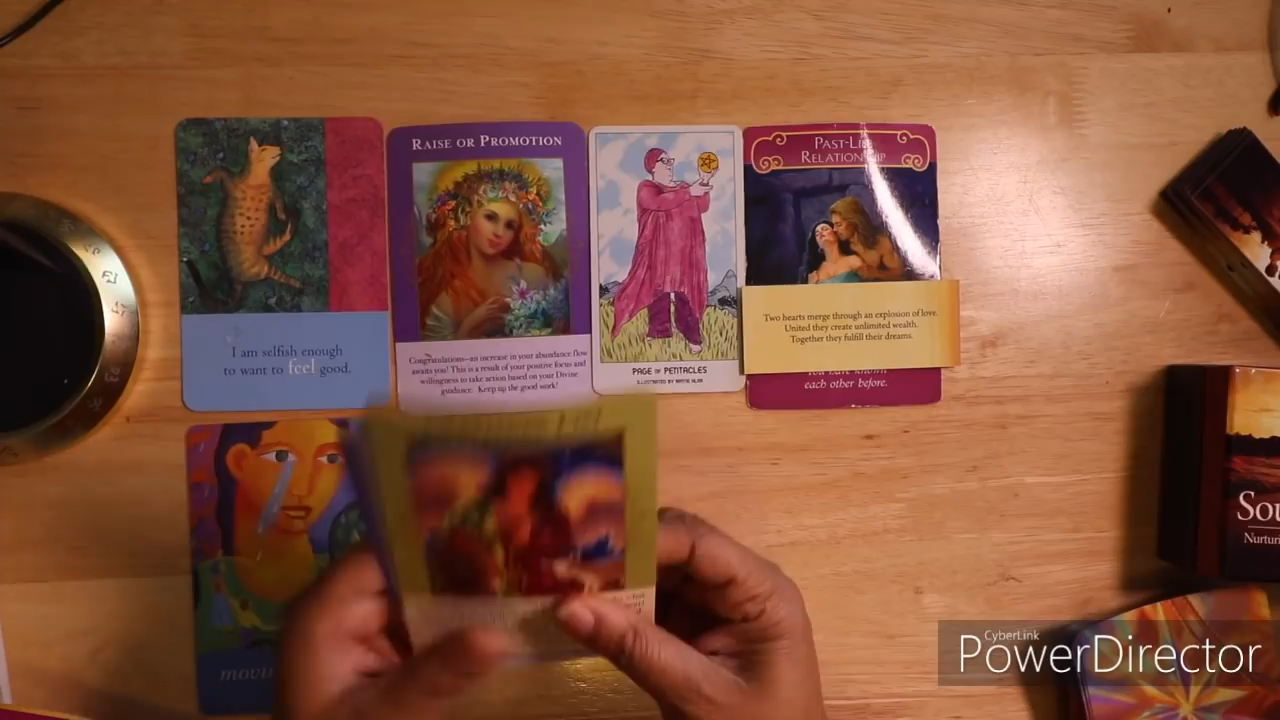 RAISE OR PROMOTION
PAST-LIFE
RELATIONSHIP
I am selfish enough
to want to feel good.
Congratulations—an increase in your abundance flow
awaits you! This is a result of your positive focus and
willingness to take action based on your Divine
guidance. Keep up the good work!
PAGE OF PENTACLES
Two hearts merge through an explosion of love.
United they create unlimited wealth.
Together they fulfill their dreams.
You have known
each other before.
CyberLink
PowerDirector